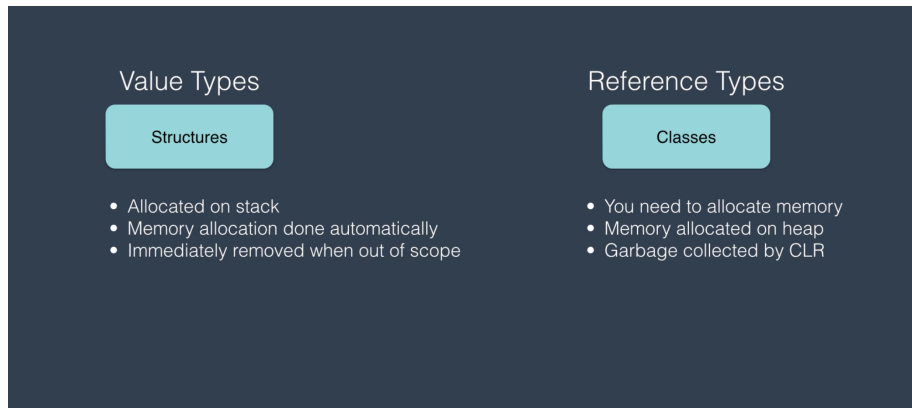 Value Types
Structures
• Allocated on stack
• Memory allocation done automatically
• Immediately removed when out of scope
Reference Types
Classes
• You need to allocate memory
• Memory allocated on heap
• Garbage collected by CLR